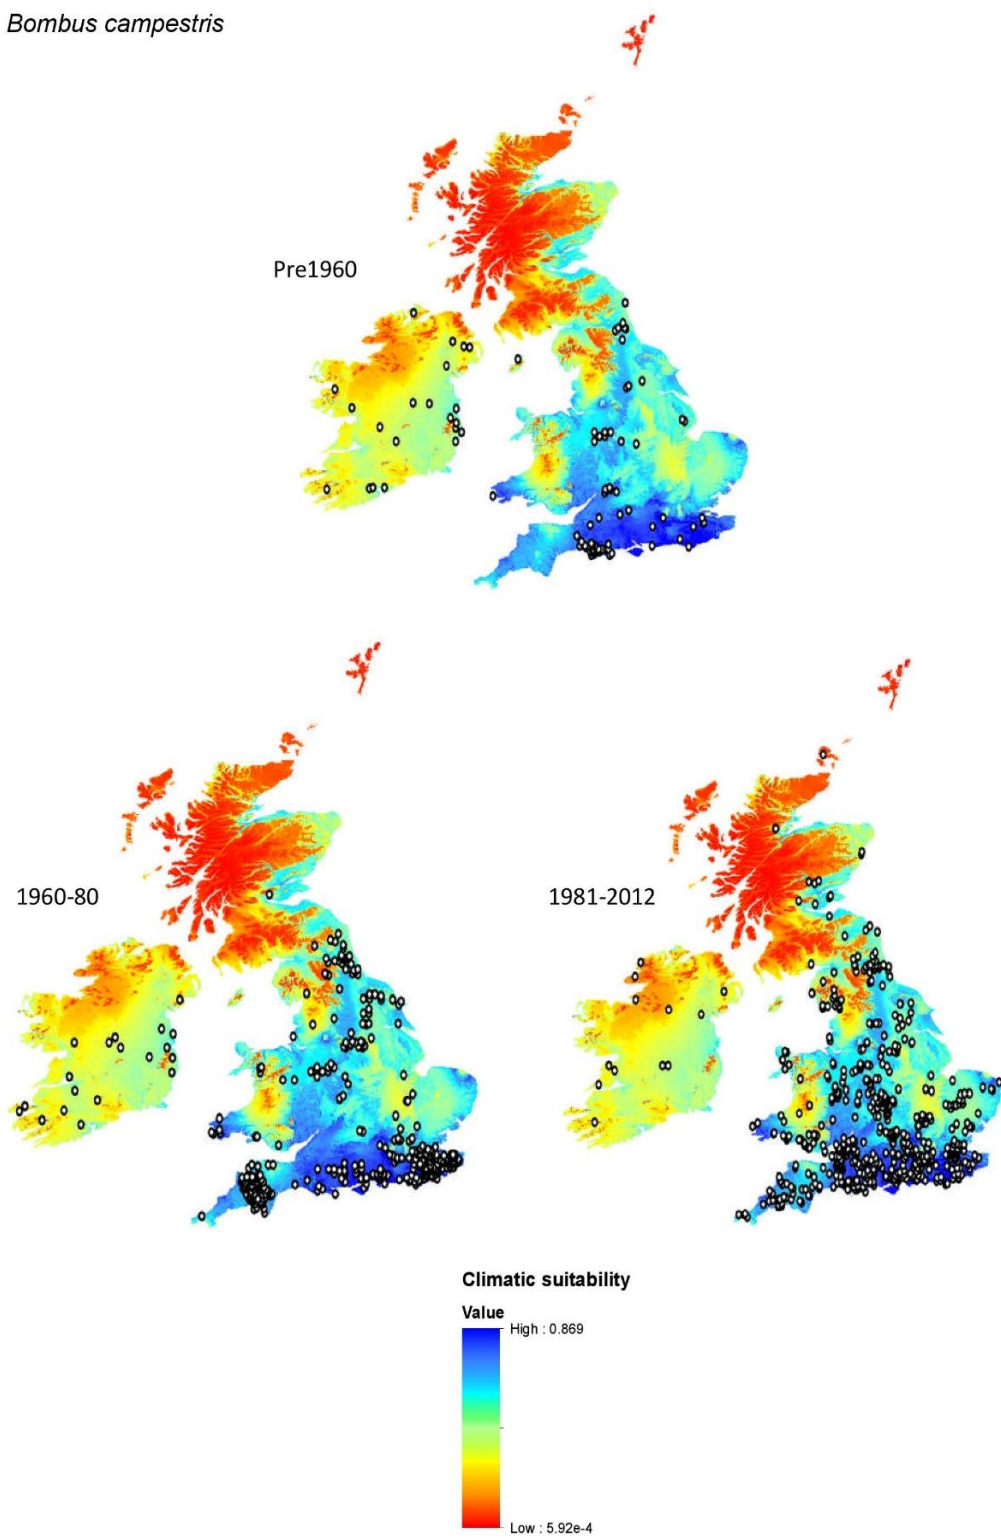 Bombus campestris
Pre1960
1960-80
1981-2012
Climatic suitability
Value
High : 0.869
Low : 5.92e-4